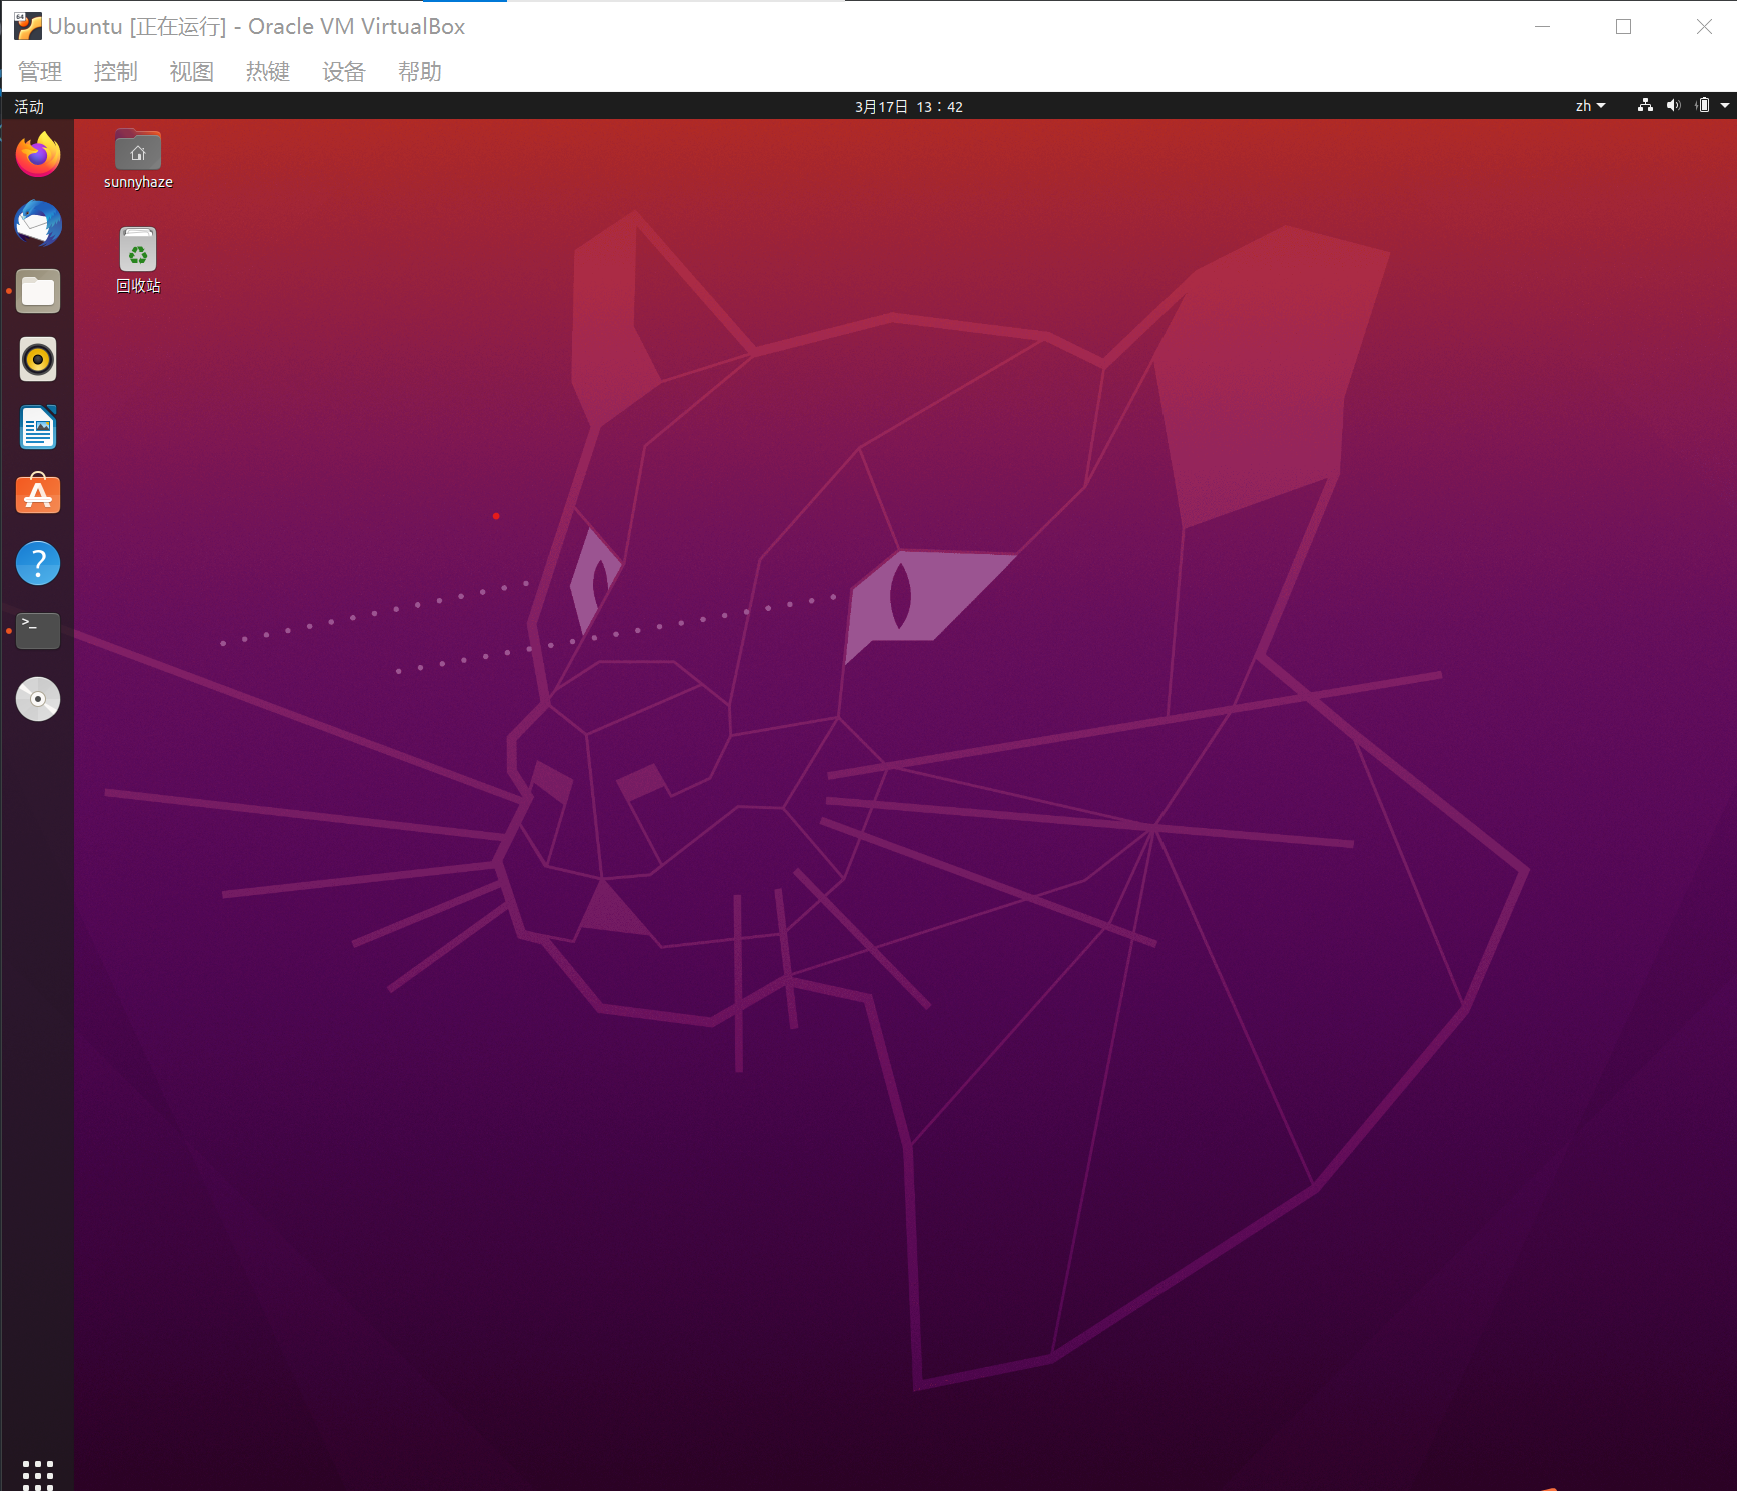 Ubuntu [正在运行] - Oracle VM VirtualBox
管理 控制 视图 热键 设备 帮助
活动 3月17日 13：42 zh
sunnyhaze
回收站